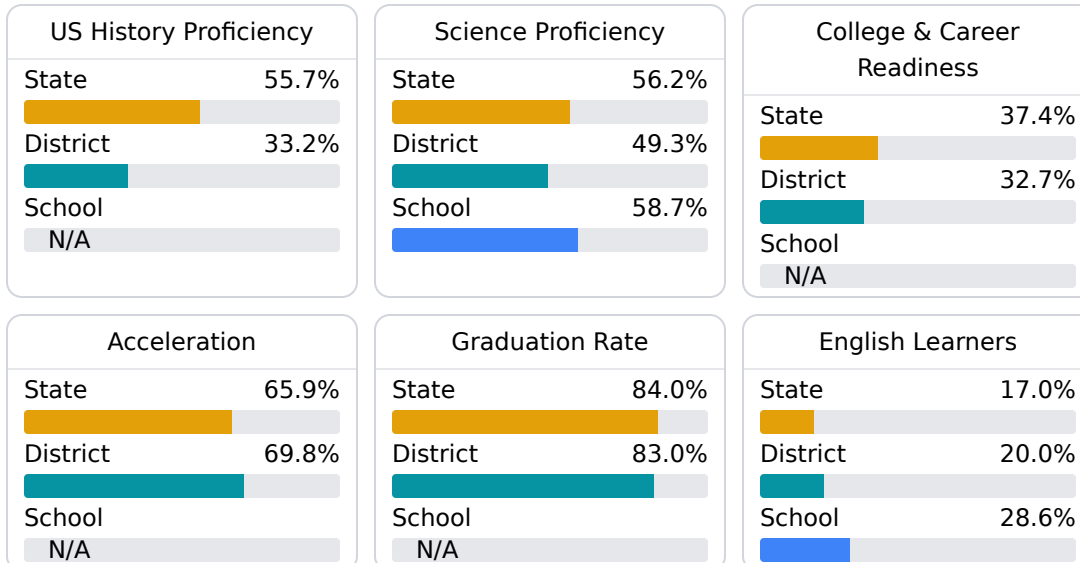 US History Proficiency
State 55.7%
District 33.2%
School
N/A
Science Proficiency
State 56.2%
District 49.3%
School 58.7%
College & Career
Readiness
State 37.4%
District 32.7%
School
N/A
Acceleration
State 65.9%
District 69.8%
School
N/A
Graduation Rate
State 84.0%
District 83.0%
School
N/A
English Learners
State 17.0%
District 20.0%
School 28.6%